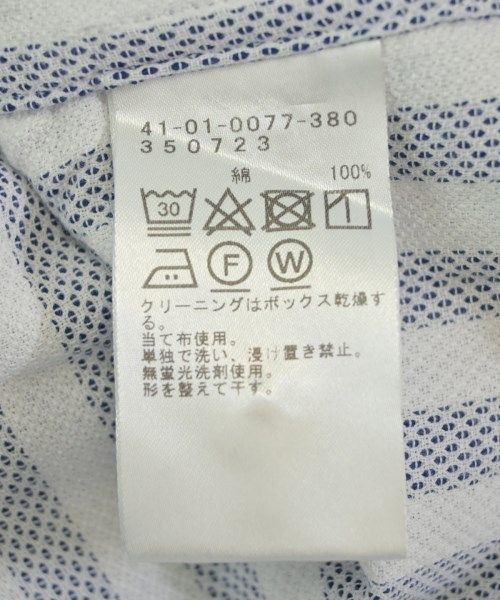 41-01-0077-380
350723
綿 100%
30
F W
クリーニングはボックス乾燥す
る。
当て布使用。
単独で洗い、浸け置き禁止。
無蛍光洗剤使用。
形を整えて干す。